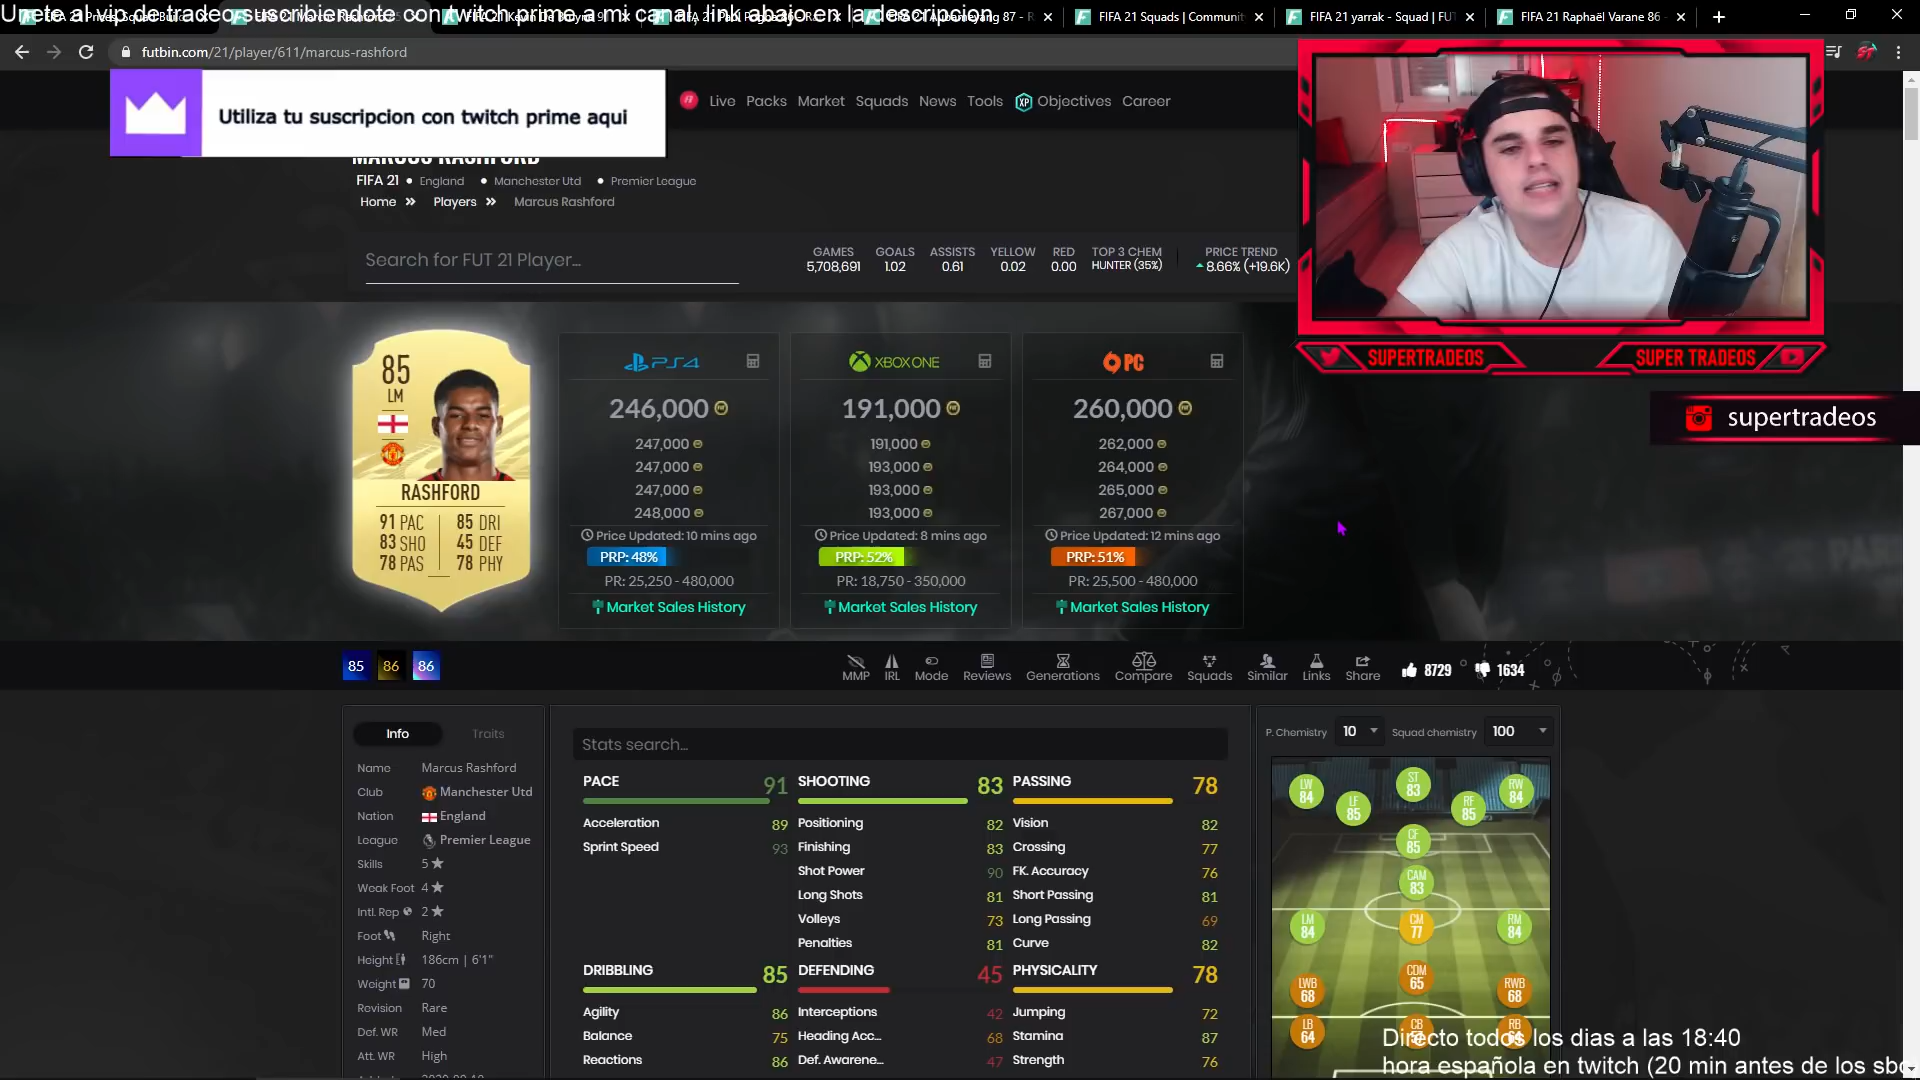 Unete al vip de tradeo suscribiendote con twitch prime a mi canal, link abajo en la descripcion
FIFA 21 Squads | Communit
FIFA 21 yarrak - Squad | FU
FIFA 21 Raphaël Varane 86
futbin.com/21/player/611/marcus-rashford
Utiliza tu suscripcion con twitch prime aqui
Live Packs Market Squads News Tools XP Objectives Career
MARCUS RASHFORD
FIFA 21 • England • Manchester Utd • Premier League
Home » Players » Marcus Rashford
Search for FUT 21 Player...
GAMES GOALS ASSISTS YELLOW RED TOP 3 CHEM PRICE TREND
5,708,691 1.02 0.61 0.02 0.00 HUNTER (35%) 8.66% (+19.6K)
SUPERTRADEOS SUPER TRADEOS
supertradeos
85
LM
RASHFORD
91 PAC 85 DRI
83 SHO 45 DEF
78 PAS 78 PHY
PS4
246,000
247,000
247,000
247,000
248,000
Price Updated: 10 mins ago
PRP: 48%
PR: 25,250 - 480,000
Market Sales History
XBOX ONE
191,000
191,000
193,000
193,000
193,000
Price Updated: 8 mins ago
PRP: 52%
PR: 18,750 - 350,000
Market Sales History
PC
260,000
262,000
264,000
265,000
267,000
Price Updated: 12 mins ago
PRP: 51%
PR: 25,500 - 480,000
Market Sales History
85 86 86
MMP IRL Mode Reviews Generations Compare Squads Similar Links Share 8729 1634
Info Traits
Name Marcus Rashford
Club Manchester Utd
Nation England
League Premier League
Skills 5★
Weak Foot 4★
Intl. Rep 2★
Foot Right
Height 186cm | 6'1"
Weight 70
Revision Rare
Def. WR Med
Att. WR High
Stats search...
PACE 91
Acceleration 89
Sprint Speed 93
SHOOTING 83
Positioning 82
Finishing 83
Shot Power 90
Long Shots 81
Volleys 73
Penalties 81
PASSING 78
Vision 82
Crossing 77
FK. Accuracy 76
Short Passing 81
Long Passing 69
Curve 82
DRIBBLING 85
Agility 86
Balance 75
Reactions 86
DEFENDING 45
Interceptions 42
Heading Acc... 68
Def. Awarene... 47
PHYSICALITY 78
Jumping 72
Stamina 87
Strength 76
P. Chemistry 10 Squad chemistry 100
LW 84
ST 83
RW 84
LF 85
RF 85
CF 85
CAM 83
LM 84
CM 77
RM 84
LWB 68
CDM 65
RWB 68
LB 64
CB
RB
Directo todos los dias a las 18:40
hora española en twitch (20 min antes de los sbc